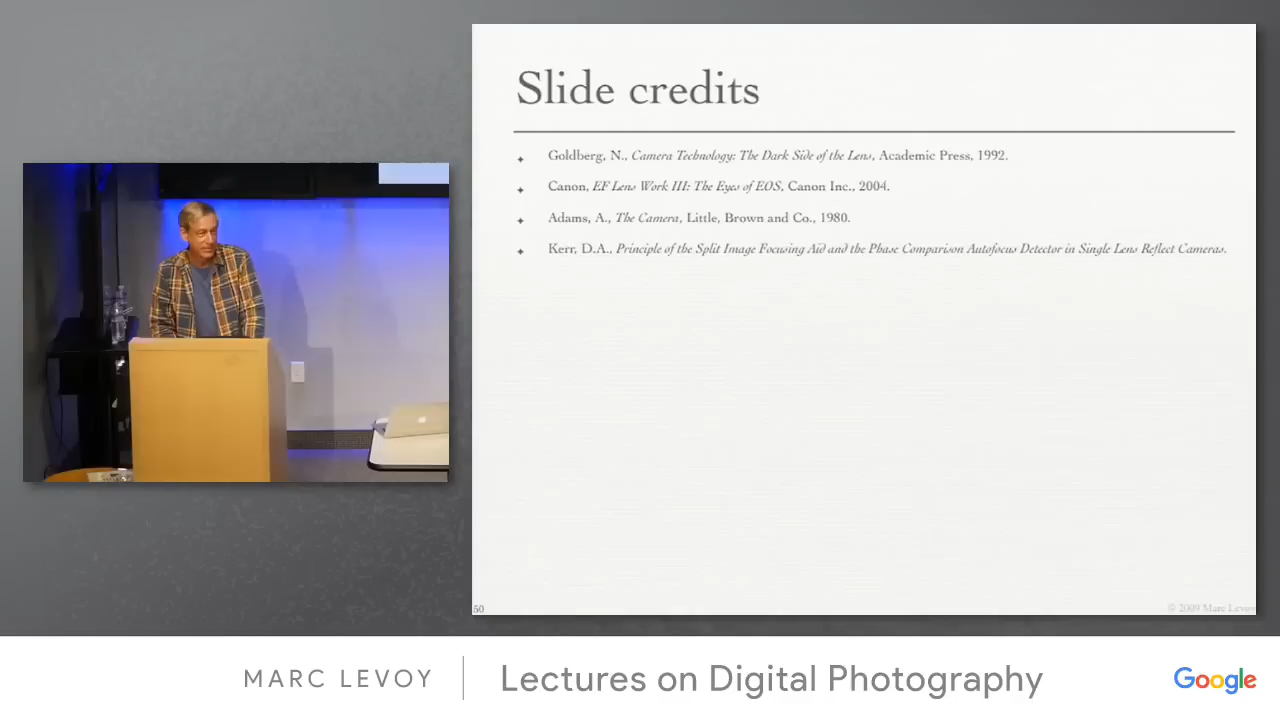 Slide credits
✦ Goldberg, N., Camera Technology: The Dark Side of the Lens, Academic Press, 1992.
✦ Canon, EF Lens Work III: The Eyes of EOS, Canon Inc., 2004.
✦ Adams, A., The Camera, Little, Brown and Co., 1980.
✦ Kerr, D.A., Principle of the Split Image Focusing Aid and the Phase Comparison Autofocus Detector in Single Lens Reflect Cameras.
50
© 2009 Marc Levoy
MARC LEVOY
Lectures on Digital Photography
Google